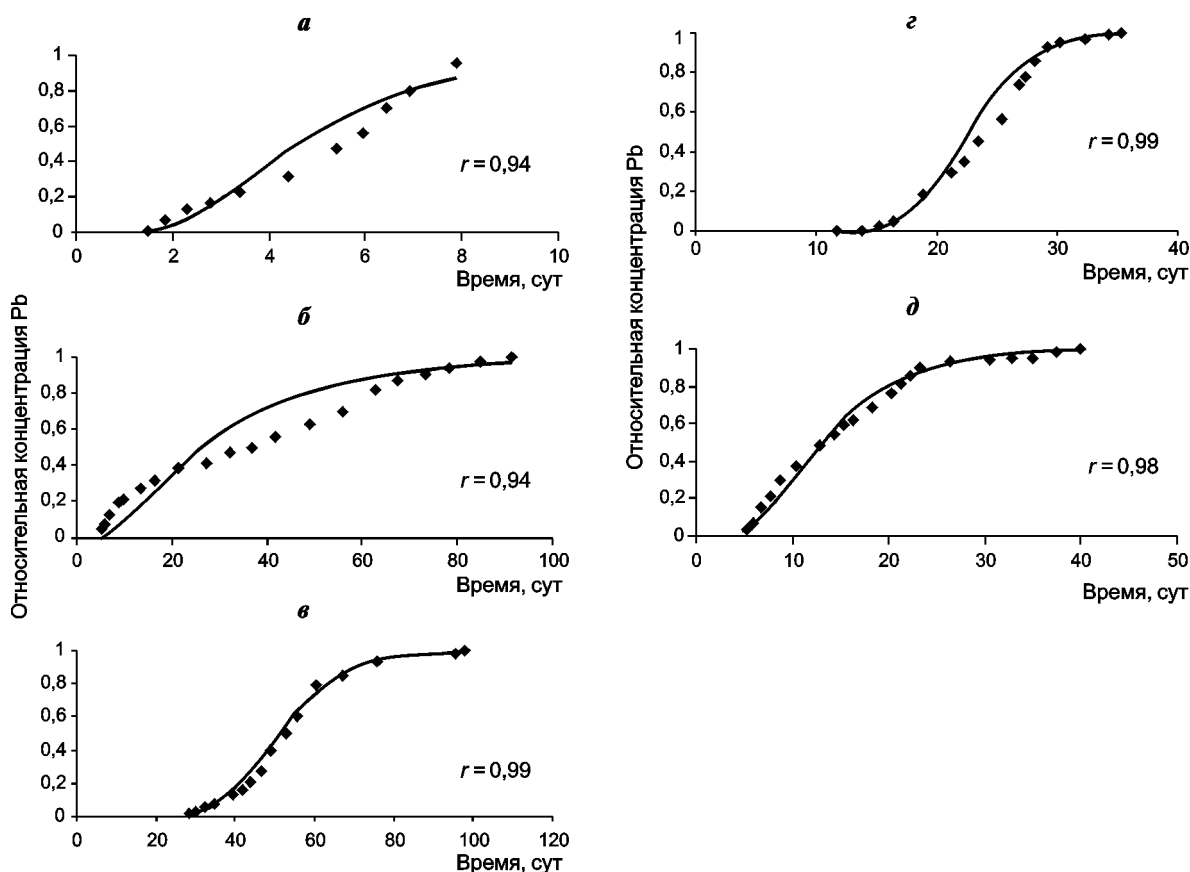 а
1
0,8
0,6
0,4
0,2
0
0 2 4 6 8 10
r = 0,94
Время, сут
б
1
0,8
0,6
0,4
0,2
0
0 20 40 60 80 100
r = 0,94
Время, сут
Относительная концентрация Pb
в
1
0,8
0,6
0,4
0,2
0
0 20 40 60 80 100 120
r = 0,99
Время, сут
г
1
0,8
0,6
0,4
0,2
0
0 10 20 30 40
r = 0,99
Время, сут
Относительная концентрация Pb
д
1
0,8
0,6
0,4
0,2
0
0 10 20 30 40 50
r = 0,98
Время, сут